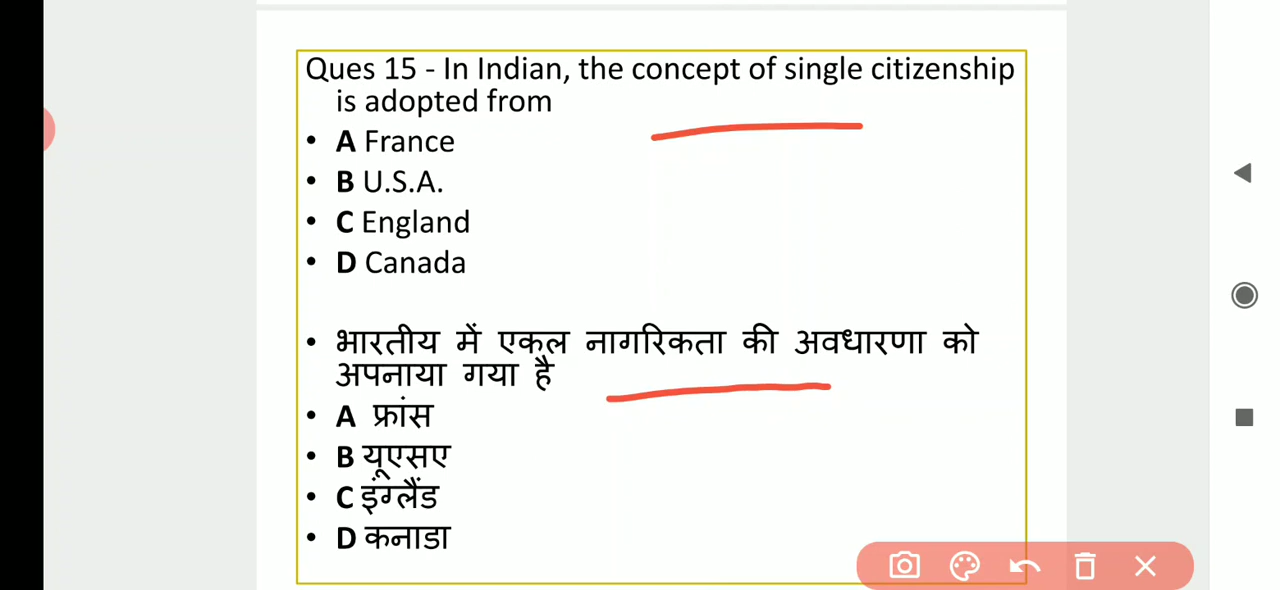 Ques 15 - In Indian, the concept of single citizenship
is adopted from
• A France
• B U.S.A.
• C England
• D Canada
• भारतीय में एकल नागरिकता की अवधारणा को
अपनाया गया है
• A फ्रांस
• B यूएसए
• C इंग्लैंड
• D कनाडा